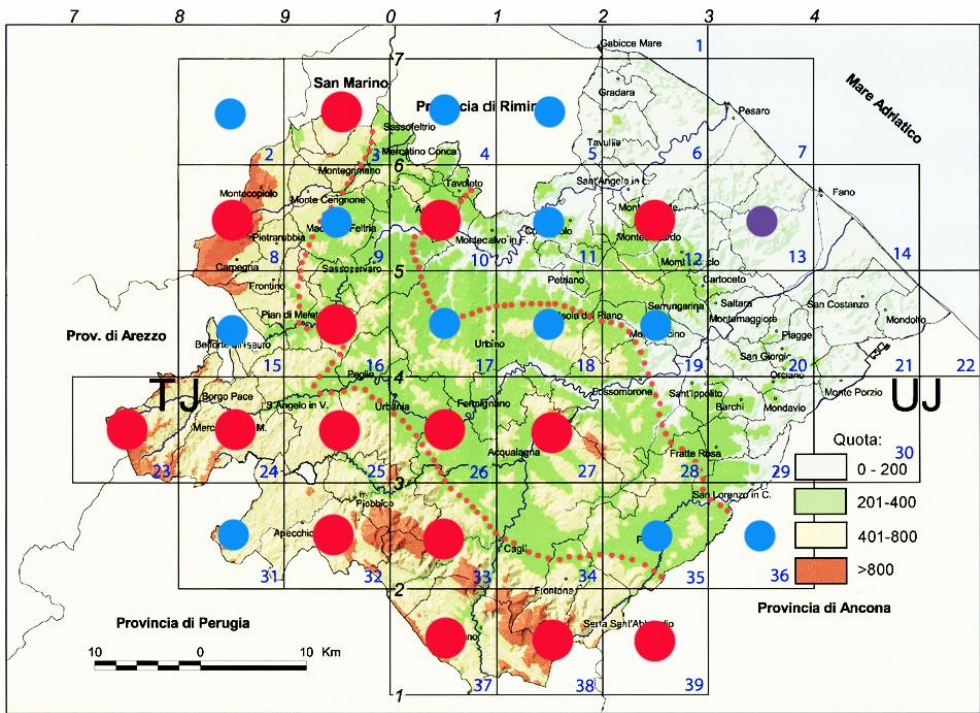 7 8 9 0 1 2 3 4
7
Gabicce Mare
1
San Marino
Gradara
Mare Adriatico
Pesaro
Provincia di Rimin
Sassofeltrio
Tavullia
Mercatino Conca
2 3 4 5 6 7
6
Montegrimano
Sant'Angelo in L.
Montecopiolo
Tavoleto
Fano
Monte Cerignone
Pietrarubbia
Montecalvo in F.
8 9 10 11 12 13 14
Carpegna
Sassocorvaro
5
Petriano
Cartoceto
Frontino
Saltara
San Costanzo
Serrungarina
Montemaggiore
Mondolfo
Prov. di Arezzo
Urbino
Piagge
San Giorgio
15 16 17 18 19 20 21 22
Orciano
4
TJ
UJ
Borgo Pace
S.Angelo in V.
Urbania
Fermignano
Fossombrone
Sant'Ippolito
Barchi
Mondavio
Monte Porzio
Acqualagna
Quota:
Fratte Rosa
23 24 25 26 27 28 29 30
0 - 200
3
San Lorenzo in C.
201-400
Piobbico
Apecchio
401-800
Cagli
31 32 33 34 35 36
>800
2
Frontone
Provincia di Ancona
Provincia di Perugia
Serra Sant'Abbondio
10 0 10 Km
37 38 39
1